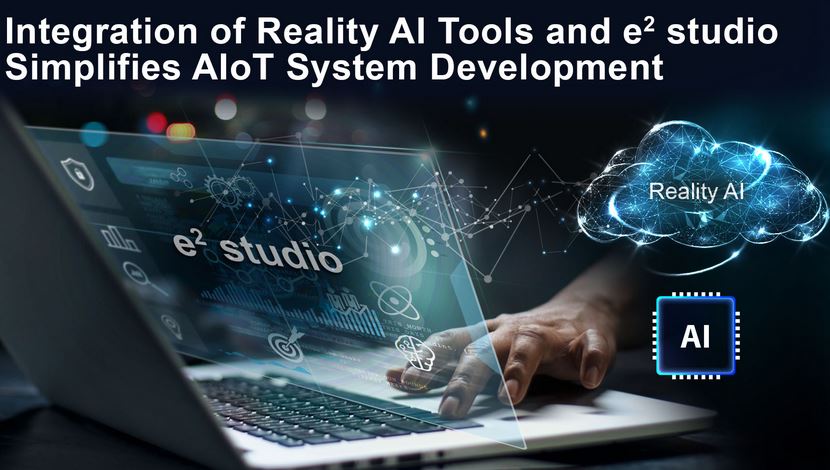 Integration of Reality AI Tools and e² studio
Simplifies AIoT System Development
Reality AI
e² studio
AI